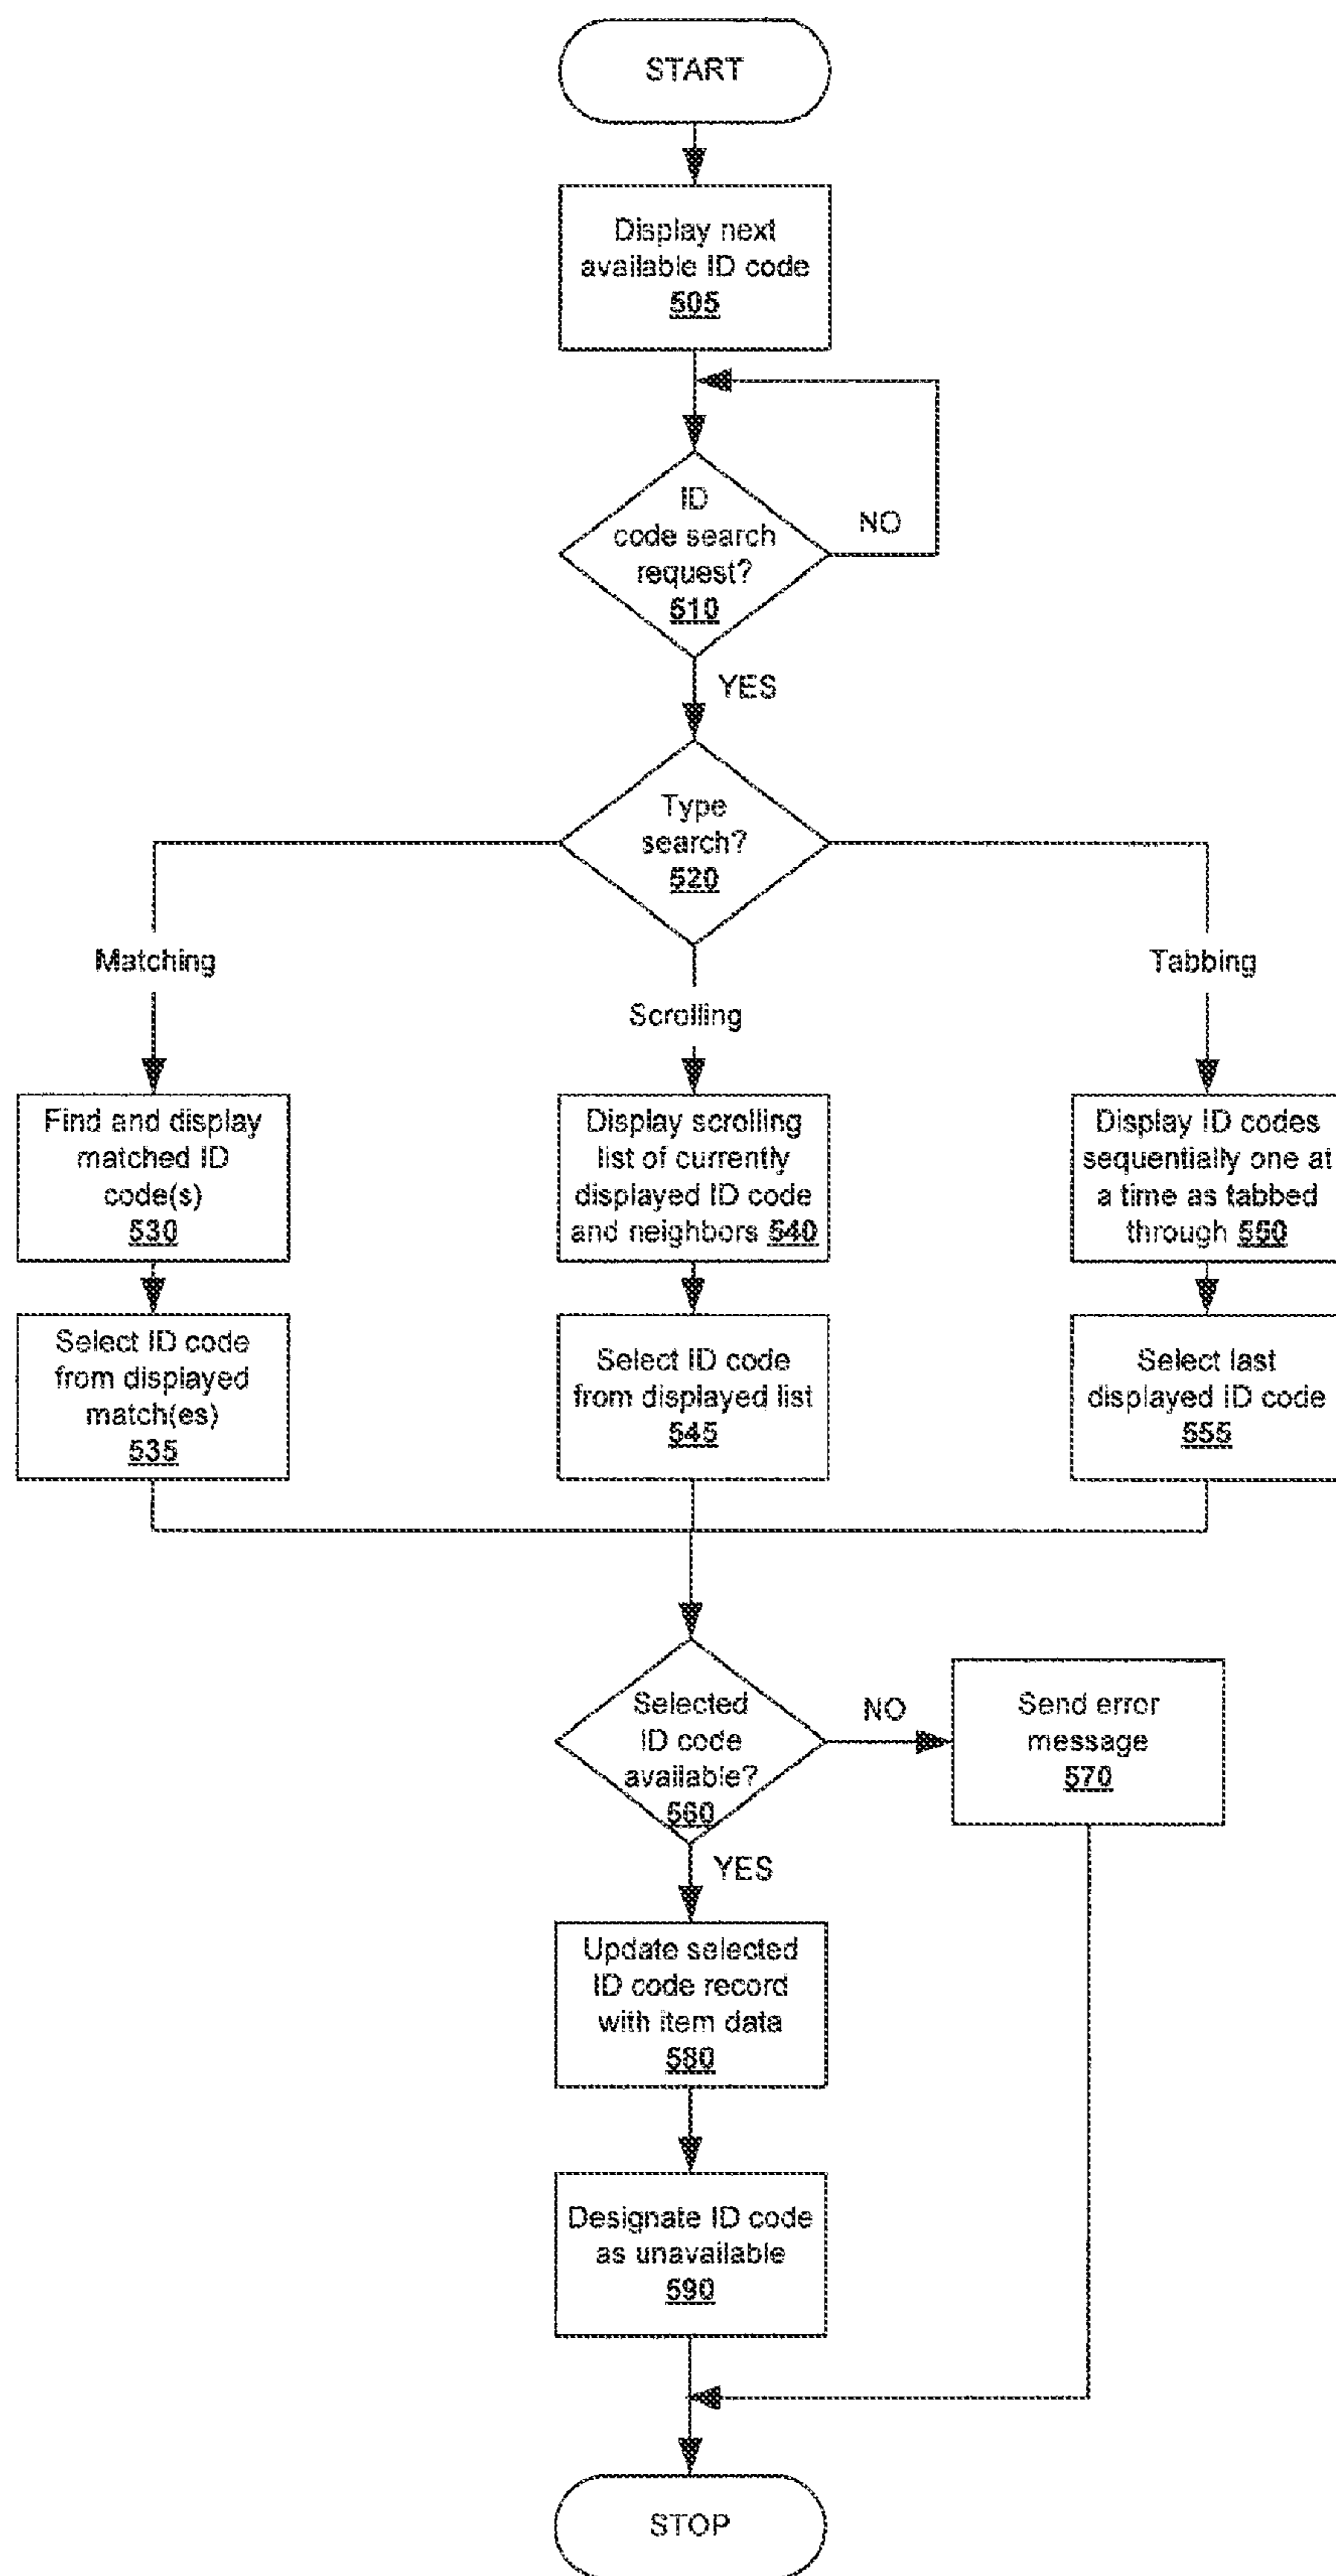 START
Display next
available ID code
505
ID
code search
request?
510
NO
YES
Type
search?
520
Matching
Scrolling
Tabbing
Find and display
matched ID
code(s)
530
Display scrolling
list of currently
displayed ID code
and neighbors 540
Display ID codes
sequentially one at
a time as tabbed
through 550
Select ID code
from displayed
match(es)
535
Select ID code
from displayed list
545
Select last
displayed ID code
555
Selected
ID code
available?
560
NO
Send error
message
570
YES
Update selected
ID code record
with item data
580
Designate ID code
as unavailable
590
STOP